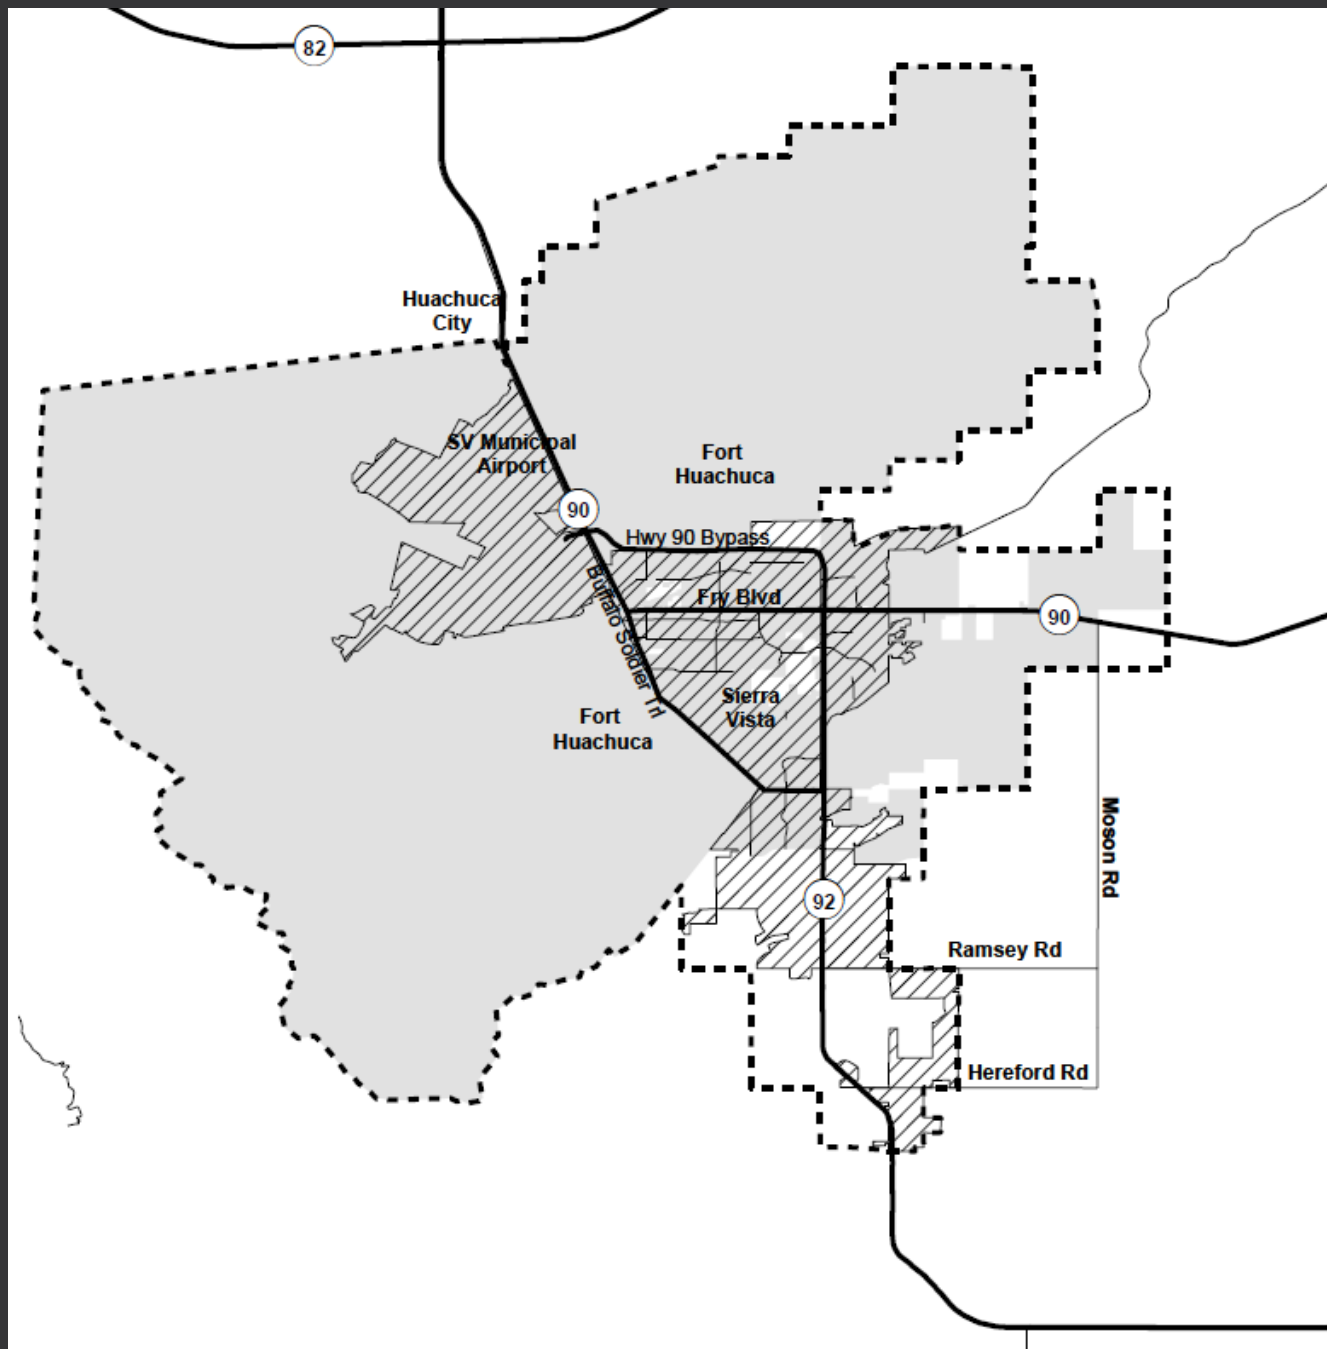 82
Huachuca
City
SV Municipal
Airport
Fort
Huachuca
90
Hwy 90 Bypass
Buffalo Soldier Trl
Fry Blvd
90
Sierra
Vista
Fort
Huachuca
Moson Rd
92
Ramsey Rd
Hereford Rd